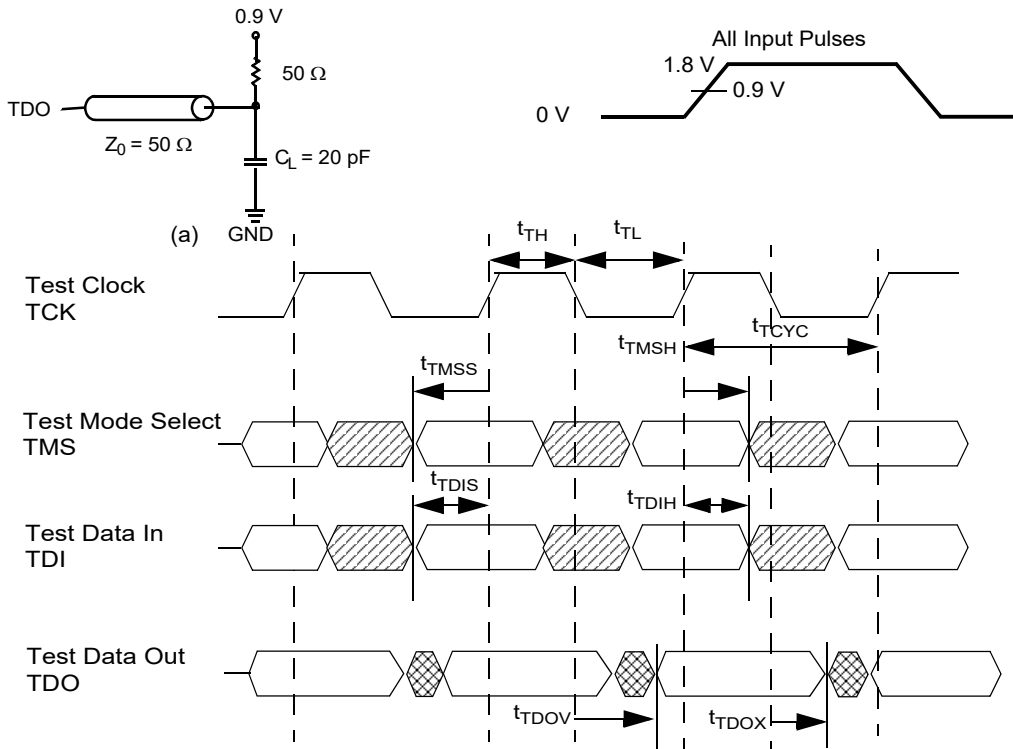 0.9 V
50 Ω
TDO
Z0 = 50 Ω
CL = 20 pF
(a)
GND
All Input Pulses
1.8 V
0.9 V
0 V
tTH
tTL
Test Clock
TCK
tTCYC
tTMSH
tTMSS
Test Mode Select
TMS
tTDIS
tTDIH
Test Data In
TDI
Test Data Out
TDO
tTDOV
tTDOX